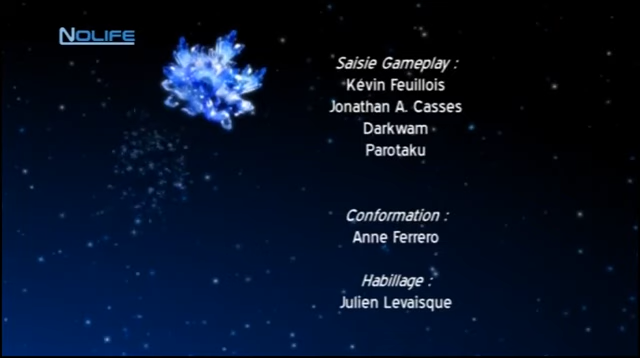 NOLIFE
Saisie Gameplay :
Kévin Feuillois
Jonathan A. Casses
Darkwam
Parotaku
Conformation :
Anne Ferrero
Habillage :
Julien Levaisque